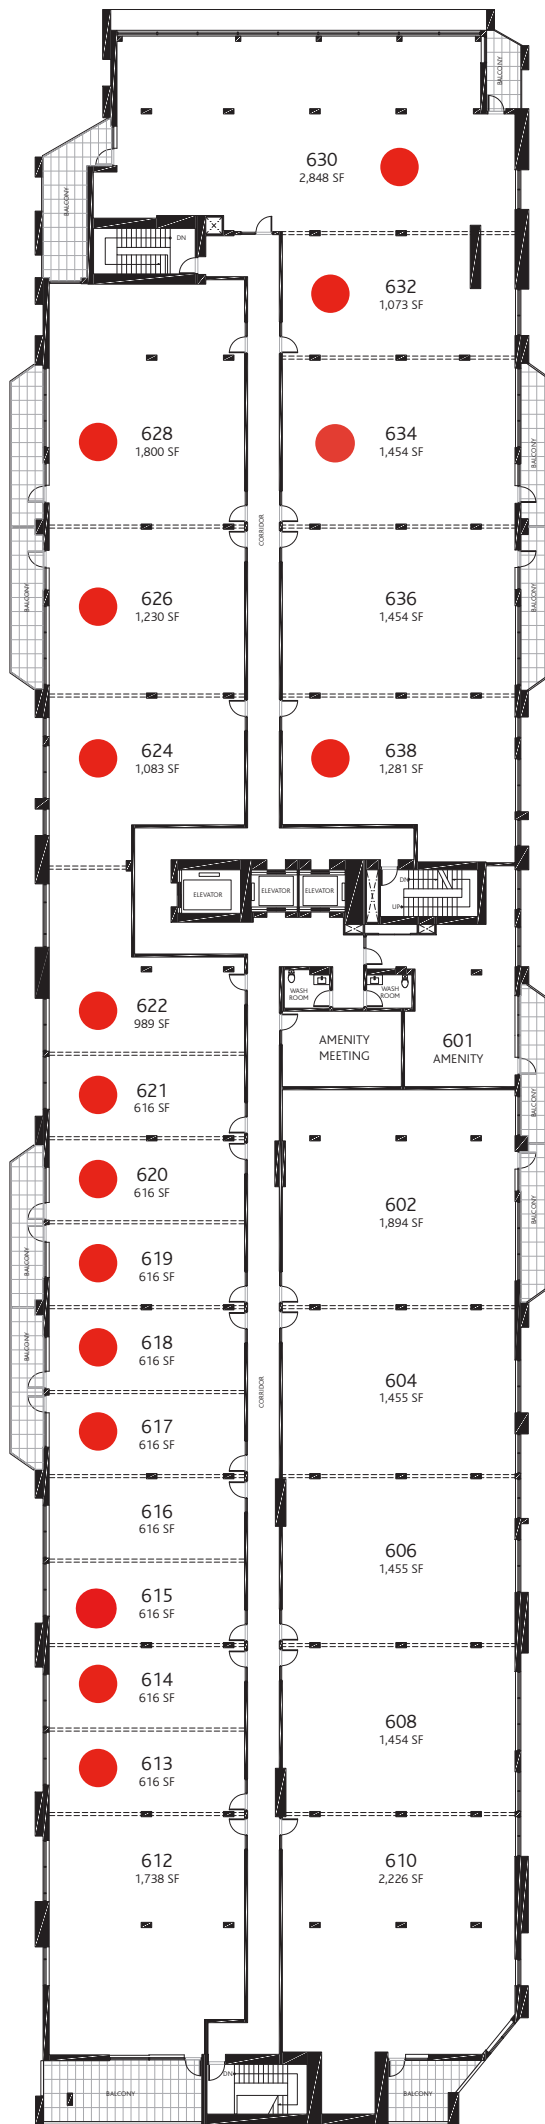 BALCONY
630
2,848 SF
BALCONY
DN
632
1,073 SF
628
1,800 SF
634
1,454 SF
BALCONY
CORRIDOR
626
1,230 SF
636
1,454 SF
BALCONY
BALCONY
624
1,083 SF
638
1,281 SF
ELEVATOR
ELEVATOR
ELEVATOR
DN
UP
WASH
ROOM
WASH
ROOM
622
989 SF
AMENITY
MEETING
601
AMENITY
621
616 SF
BALCONY
620
616 SF
602
1,894 SF
BALCONY
619
616 SF
BALCONY
618
616 SF
BALCONY
604
1,455 SF
CORRIDOR
617
616 SF
616
616 SF
606
1,455 SF
615
616 SF
614
616 SF
608
1,454 SF
613
616 SF
612
1,738 SF
610
2,226 SF
DN
BALCONY
BALCONY